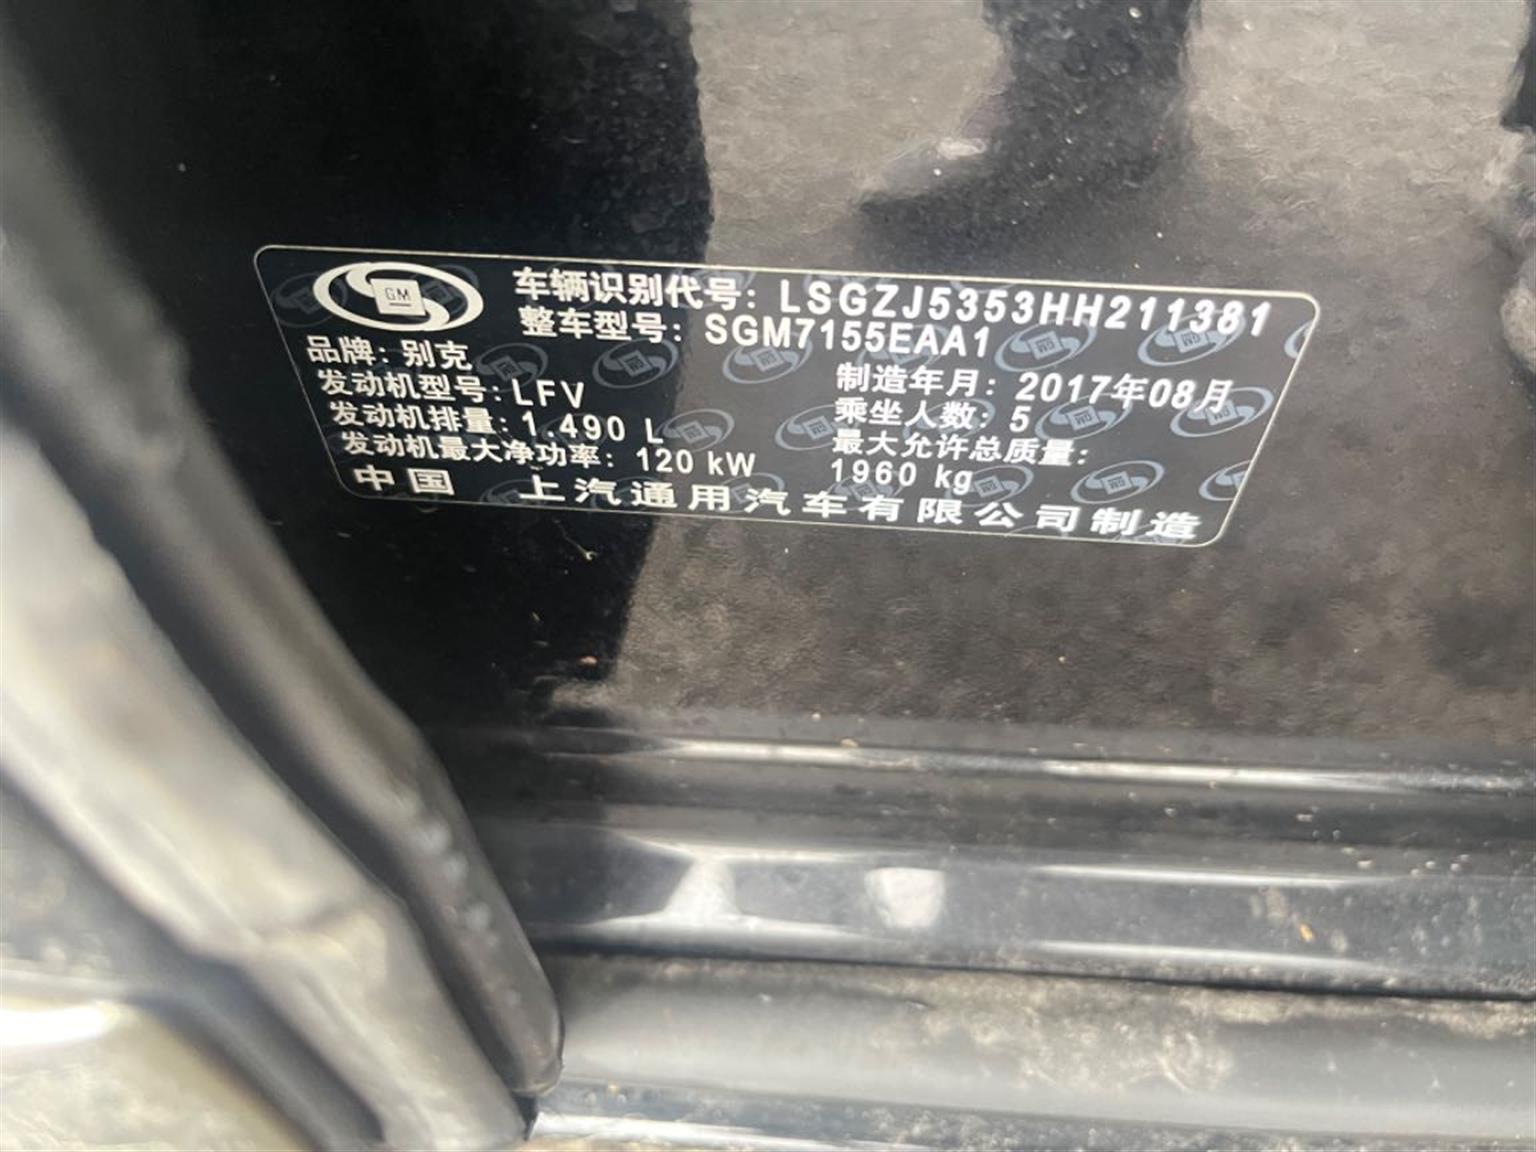 GM
车辆识别代号: LSGZJ5353HH211381
整车型号: SGM7155EAA1
品牌: 别克
制造年月: 2017年08月
发动机型号: LFV
乘坐人数: 5
发动机排量: 1.490 L
最大允许总质量:
1960 kg
发动机最大净功率: 120 kW
中国 上汽通用汽车有限公司制造